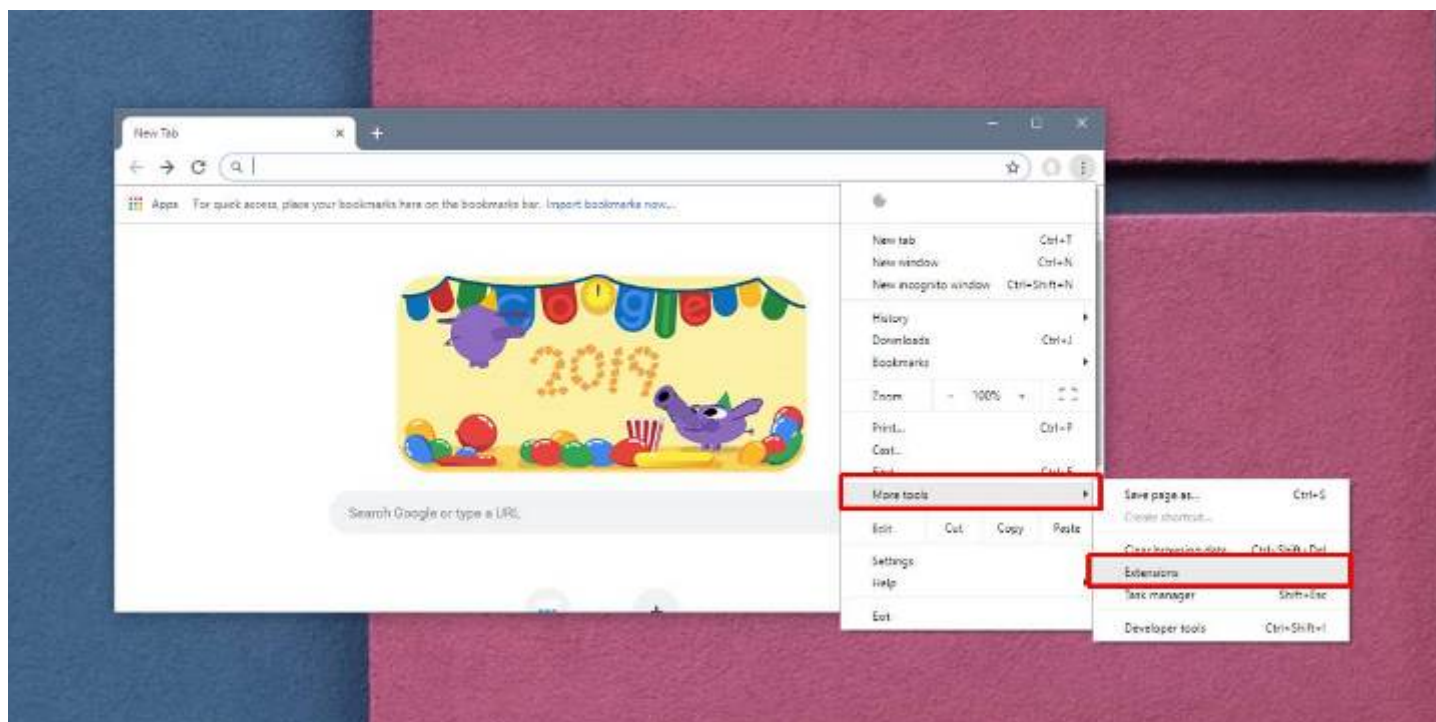 New Tab
Apps For quick access, place your bookmarks here on the bookmarks bar. Import bookmarks now...
Google
2019
Search Google or type a URL
New tab Ctrl+T
New window Ctrl+N
New incognito window Ctrl+Shift+N
History
Downloads Ctrl+J
Bookmarks
Zoom - 100% +
Print... Ctrl+P
Cast...
Find... Ctrl+F
More tools
Edit Cut Copy Paste
Settings
Help
Exit
Save page as... Ctrl+S
Create shortcut...
Clear browsing data... Ctrl+Shift+Del
Extensions
Task manager Shift+Esc
Developer tools Ctrl+Shift+I